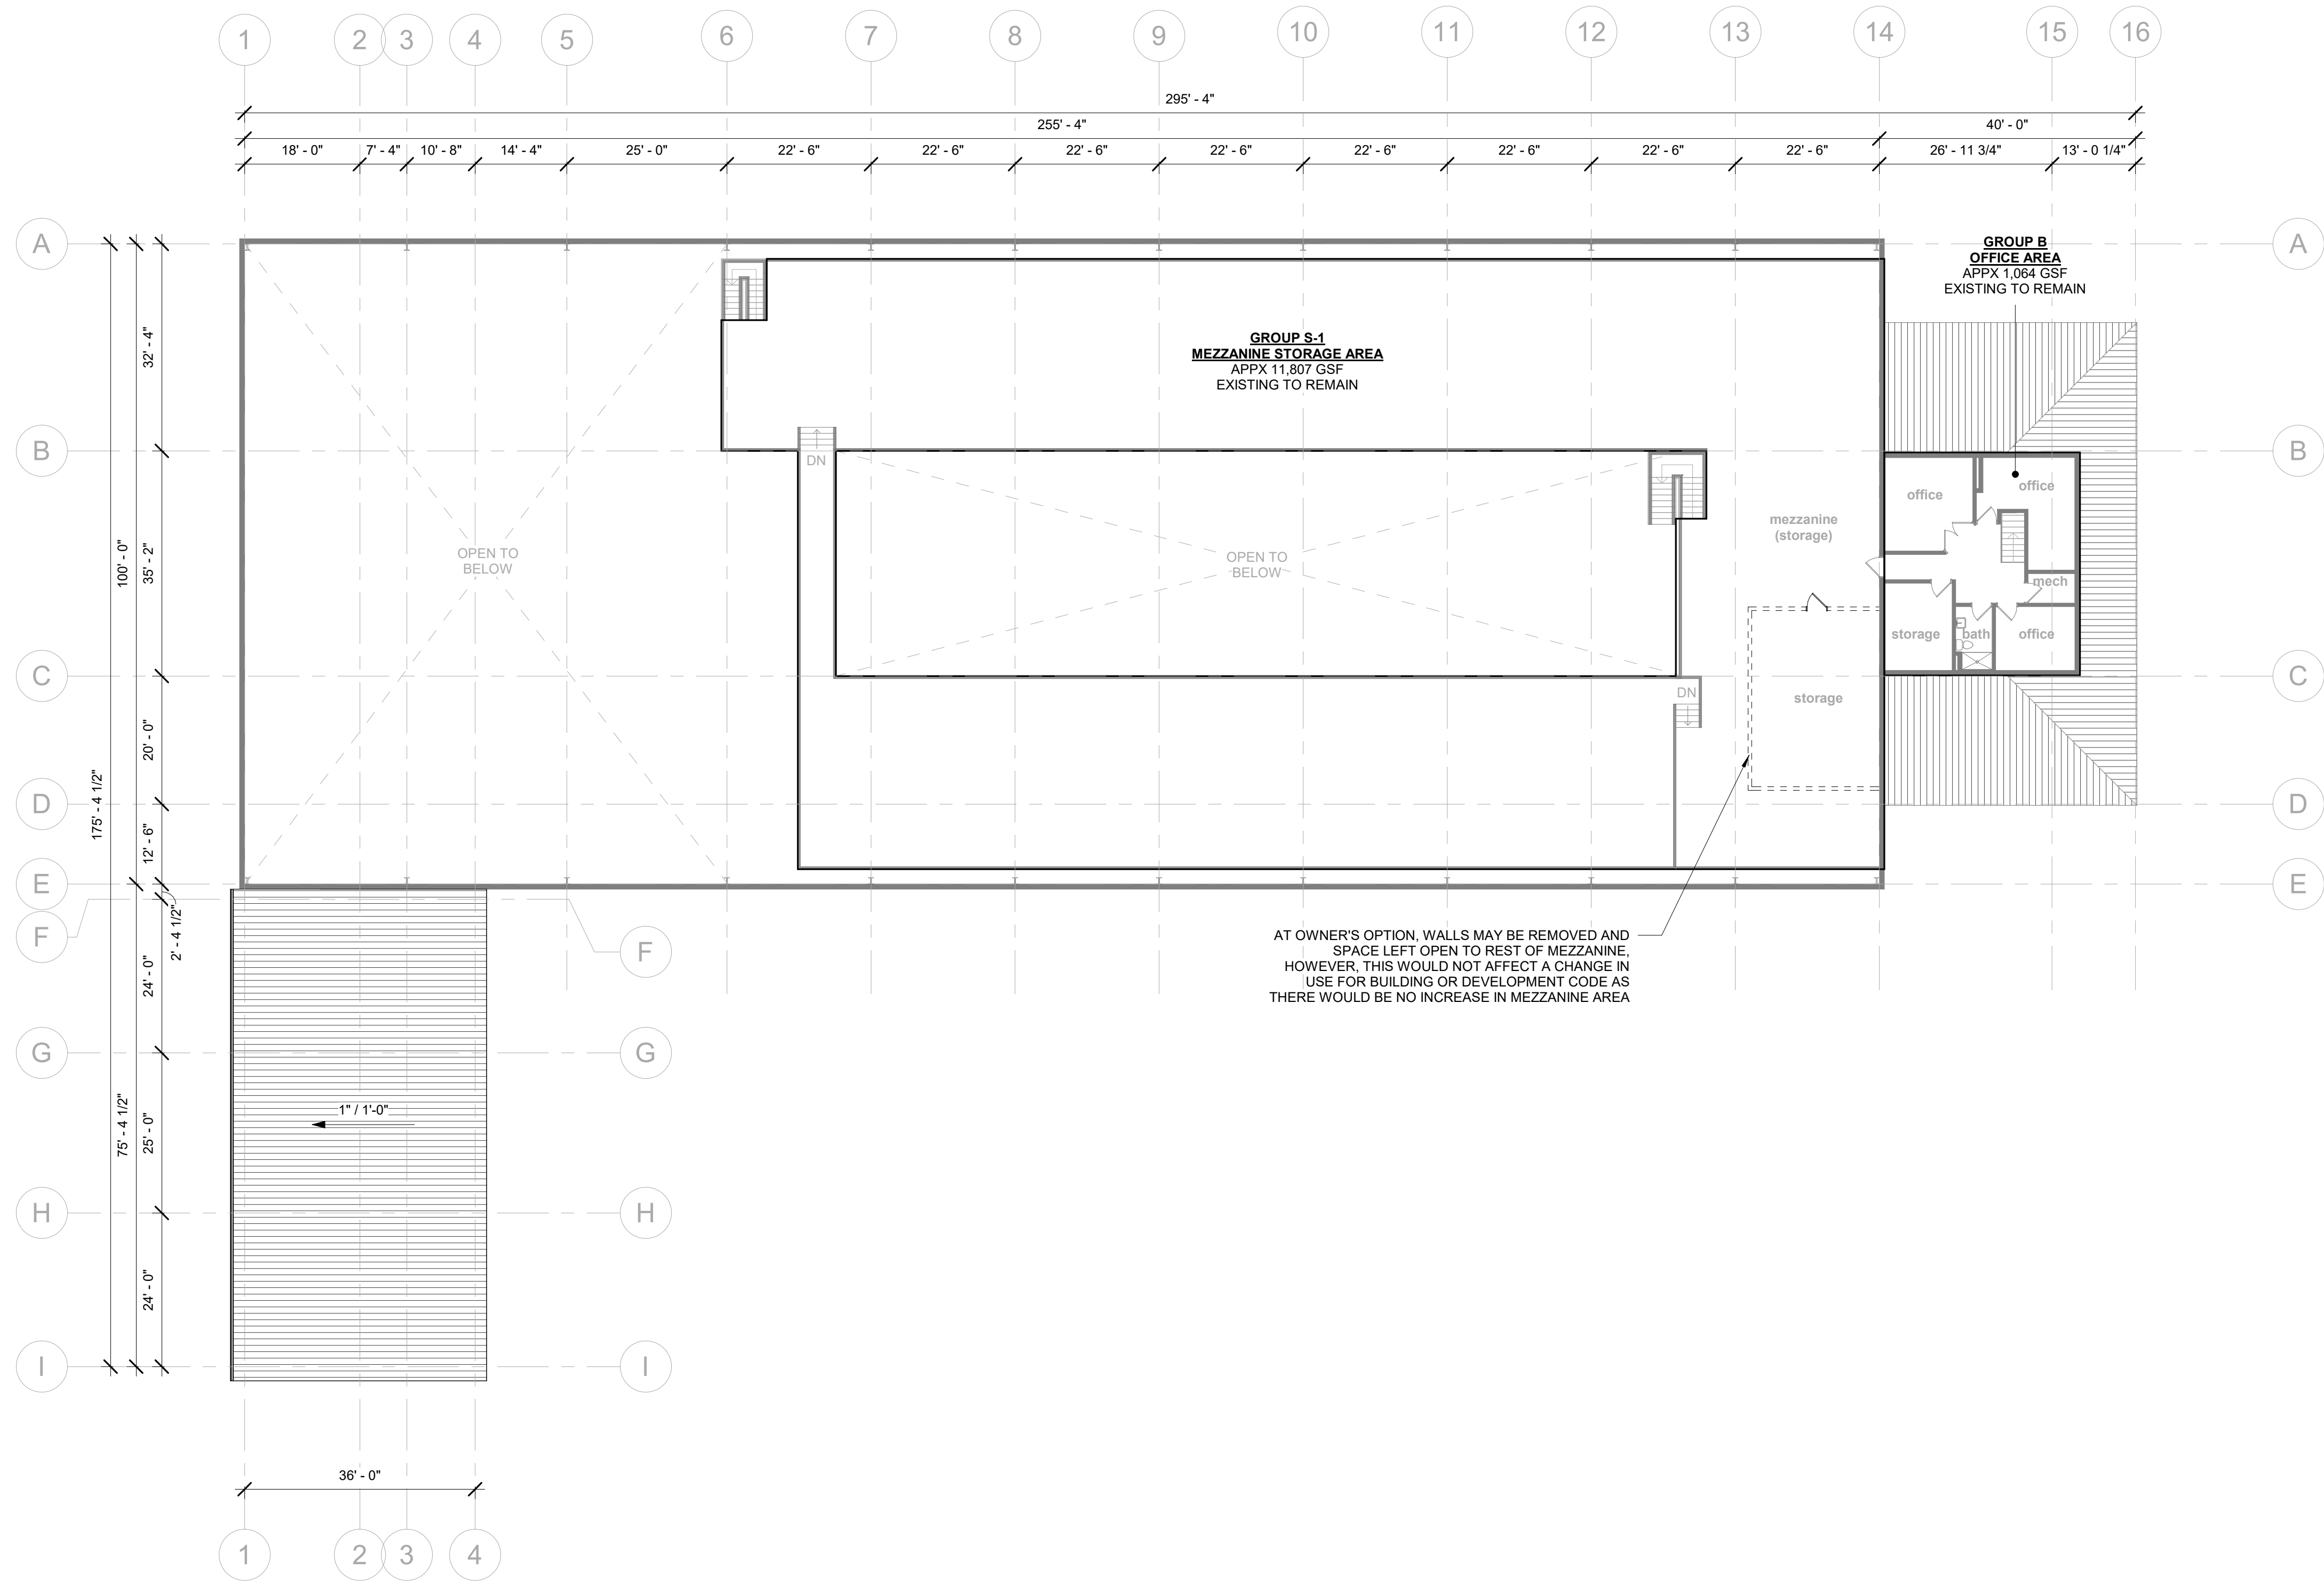 1 2 3 4 5 6 7 8 9 10 11 12 13 14 15 16
295' - 4"
255' - 4" 40' - 0"
18' - 0" 7' - 4" 10' - 8" 14' - 4" 25' - 0" 22' - 6" 22' - 6" 22' - 6" 22' - 6" 22' - 6" 22' - 6" 22' - 6" 22' - 6" 26' - 11 3/4" 13' - 0 1/4"
A
A
GROUP B
OFFICE AREA
APPX 1,064 GSF
EXISTING TO REMAIN
32' - 4"
GROUP S-1
MEZZANINE STORAGE AREA
APPX 11,807 GSF
EXISTING TO REMAIN
B
B
DN
office
office
mezzanine
(storage)
100' - 0"
35' - 2"
OPEN TO
BELOW
OPEN TO
BELOW
mech
storage
bath
office
C
C
DN
storage
20' - 0"
175' - 4 1/2"
D
D
12' - 6"
E
E
2' - 4 1/2"
F
F
AT OWNER'S OPTION, WALLS MAY BE REMOVED AND
SPACE LEFT OPEN TO REST OF MEZZANINE,
HOWEVER, THIS WOULD NOT AFFECT A CHANGE IN
USE FOR BUILDING OR DEVELOPMENT CODE AS
THERE WOULD BE NO INCREASE IN MEZZANINE AREA
24' - 0"
G
G
1" / 1'-0"
75' - 4 1/2"
25' - 0"
H
H
24' - 0"
I
I
36' - 0"
1 2 3 4